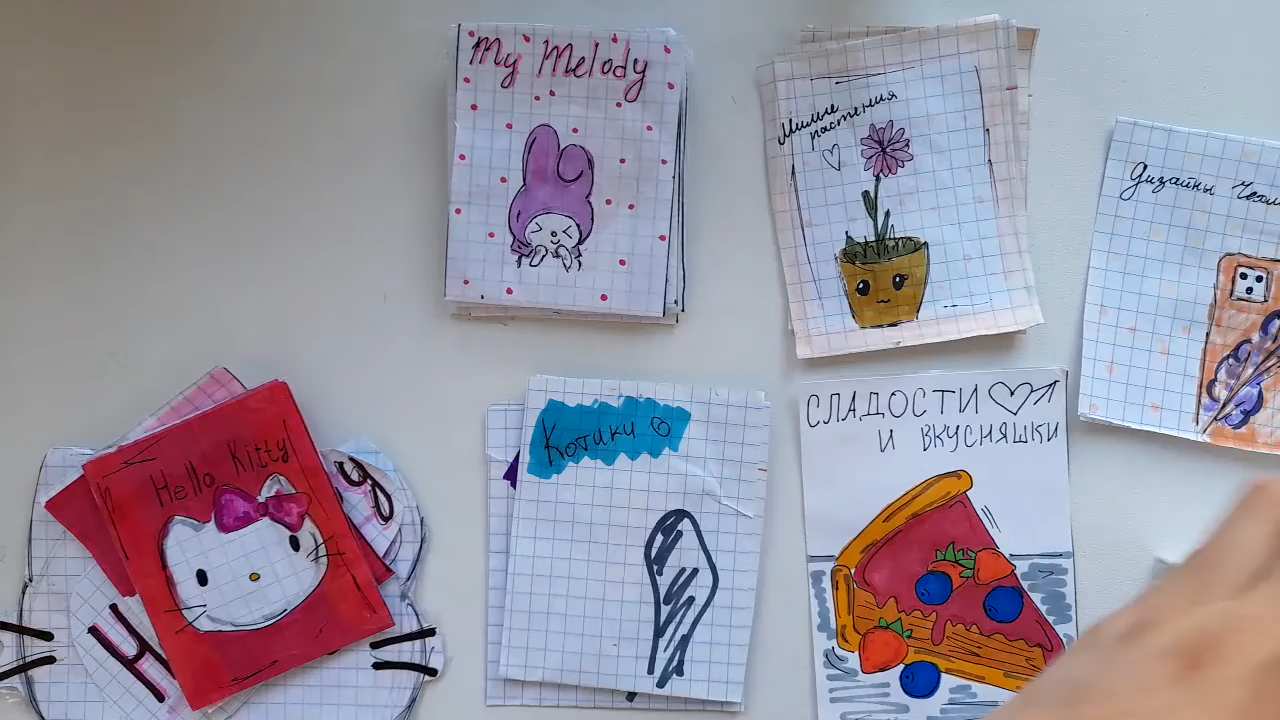 My Melody
Милые
растения
Дизайны
Hello Kitty
Котики
СЛАДОСТИ
И ВКУСНЯШКИ
H
y